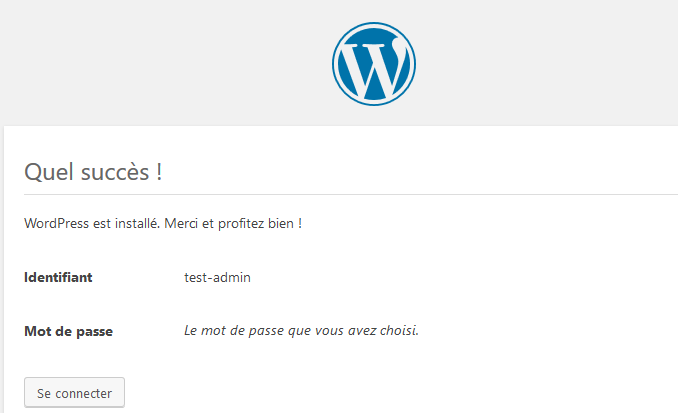 Quel succès !
WordPress est installé. Merci et profitez bien !
Identifiant test-admin
Mot de passe Le mot de passe que vous avez choisi.
Se connecter